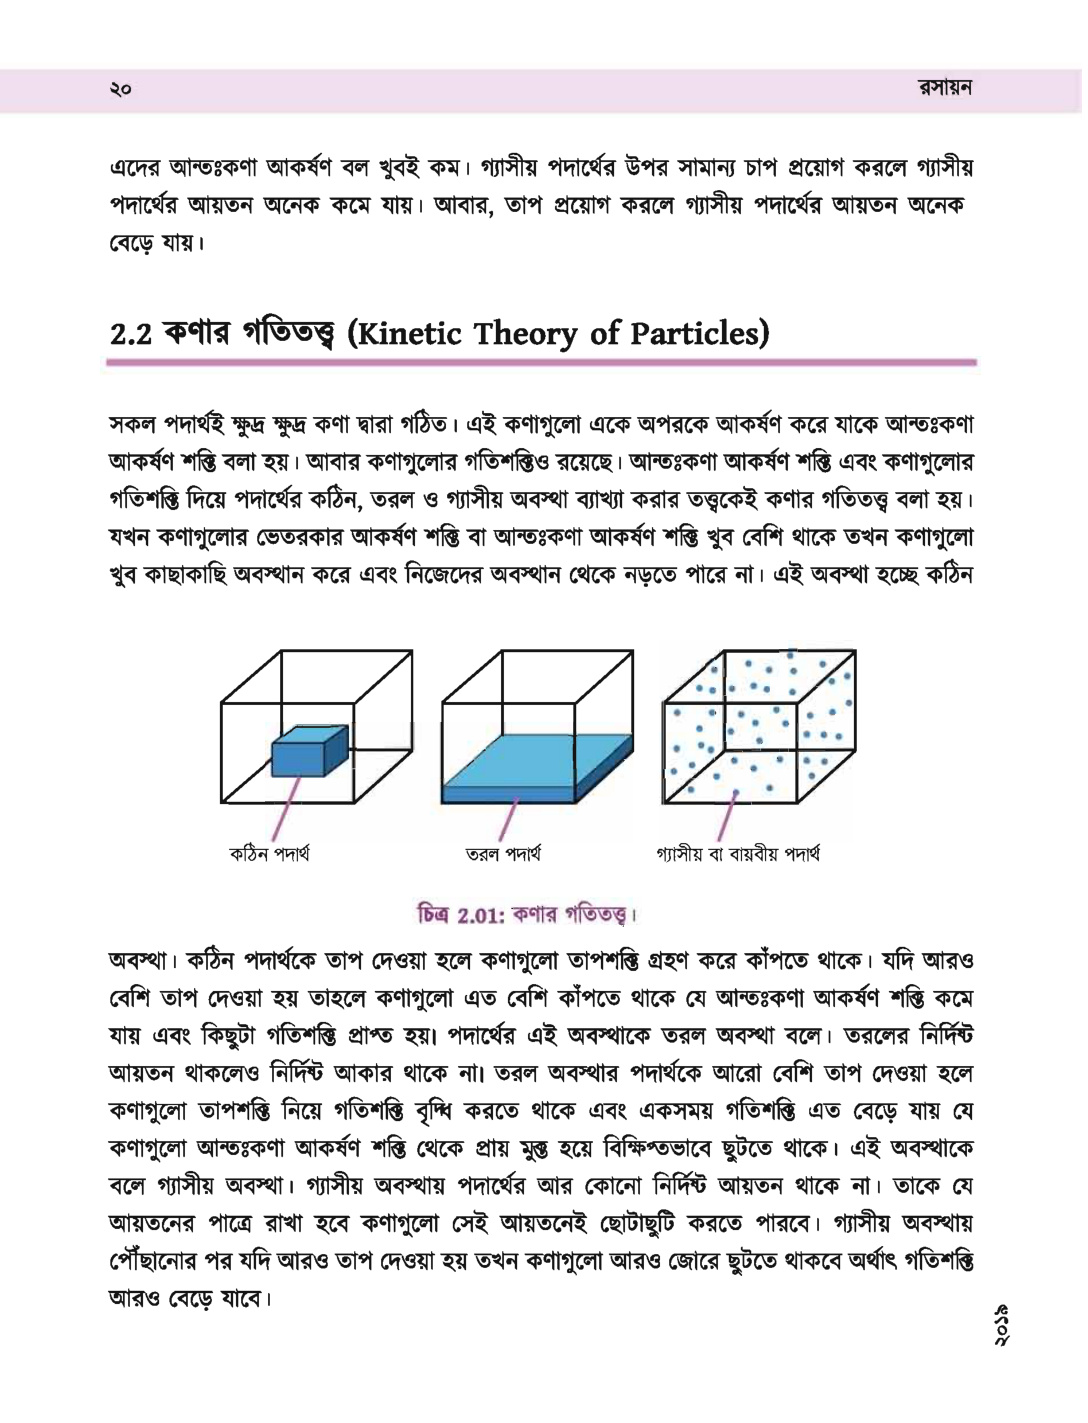 ২০
রসায়ন
এদের আন্তঃকণা আকর্ষণ বল খুবই কম। গ্যাসীয় পদার্থের উপর সামান্য চাপ প্রয়োগ করলে গ্যাসীয়
পদার্থের আয়তন অনেক কমে যায়। আবার, তাপ প্রয়োগ করলে গ্যাসীয় পদার্থের আয়তন অনেক
বেড়ে যায়।
2.2 কণার গতিতত্ত্ব (Kinetic Theory of Particles)
সকল পদার্থই ক্ষুদ্র ক্ষুদ্র কণা দ্বারা গঠিত। এই কণাগুলো একে অপরকে আকর্ষণ করে যাকে আন্তঃকণা
আকর্ষণ শক্তি বলা হয়। আবার কণাগুলোর গতিশক্তিও রয়েছে। আন্তঃকণা আকর্ষণ শক্তি এবং কণাগুলোর
গতিশক্তি দিয়ে পদার্থের কঠিন, তরল ও গ্যাসীয় অবস্থা ব্যাখ্যা করার তত্ত্বকেই কণার গতিতত্ত্ব বলা হয়।
যখন কণাগুলোর ভেতরকার আকর্ষণ শক্তি বা আন্তঃকণা আকর্ষণ শক্তি খুব বেশি থাকে তখন কণাগুলো
খুব কাছাকাছি অবস্থান করে এবং নিজেদের অবস্থান থেকে নড়তে পারে না। এই অবস্থা হচ্ছে কঠিন
কঠিন পদার্থ
তরল পদার্থ
গ্যাসীয় বা বায়বীয় পদার্থ
চিত্র 2.01: কণার গতিতত্ত্ব।
অবস্থা। কঠিন পদার্থকে তাপ দেওয়া হলে কণাগুলো তাপশক্তি গ্রহণ করে কাঁপতে থাকে। যদি আরও
বেশি তাপ দেওয়া হয় তাহলে কণাগুলো এত বেশি কাঁপতে থাকে যে আন্তঃকণা আকর্ষণ শক্তি কমে
যায় এবং কিছুটা গতিশক্তি প্রাপ্ত হয়। পদার্থের এই অবস্থাকে তরল অবস্থা বলে। তরলের নির্দিষ্ট
আয়তন থাকলেও নির্দিষ্ট আকার থাকে না। তরল অবস্থার পদার্থকে আরো বেশি তাপ দেওয়া হলে
কণাগুলো তাপশক্তি নিয়ে গতিশক্তি বৃদ্ধি করতে থাকে এবং একসময় গতিশক্তি এত বেড়ে যায় যে
কণাগুলো আন্তঃকণা আকর্ষণ শক্তি থেকে প্রায় মুক্ত হয়ে বিক্ষিপ্তভাবে ছুটতে থাকে। এই অবস্থাকে
বলে গ্যাসীয় অবস্থা। গ্যাসীয় অবস্থায় পদার্থের আর কোনো নির্দিষ্ট আয়তন থাকে না। তাকে যে
আয়তনের পাত্রে রাখা হবে কণাগুলো সেই আয়তনেই ছোটাছুটি করতে পারবে। গ্যাসীয় অবস্থায়
পৌঁছানোর পর যদি আরও তাপ দেওয়া হয় তখন কণাগুলো আরও জোরে ছুটতে থাকবে অর্থাৎ গতিশক্তি
আরও বেড়ে যাবে।
২০১৯